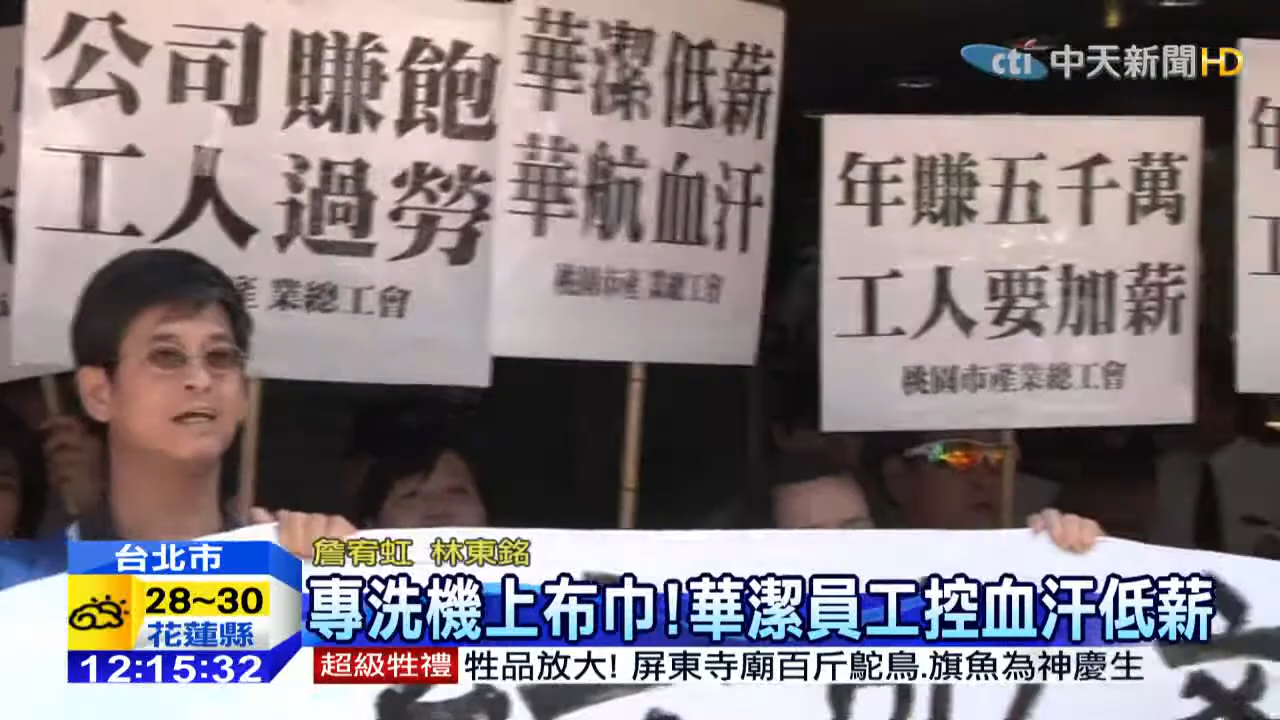 公司賺飽
工人過勞
產業總工會
華潔低薪
華航血汗
桃園市產業總工會
cti 中天新聞HD
年賺五千萬
工人要加薪
桃園市產業總工會
台北市
28~30
花蓮縣
12:15:32
詹宥虹 林東銘
專洗機上布巾!華潔員工控血汗低薪
超級牲禮 牲品放大! 屏東寺廟百斤鴕鳥.旗魚為神慶生